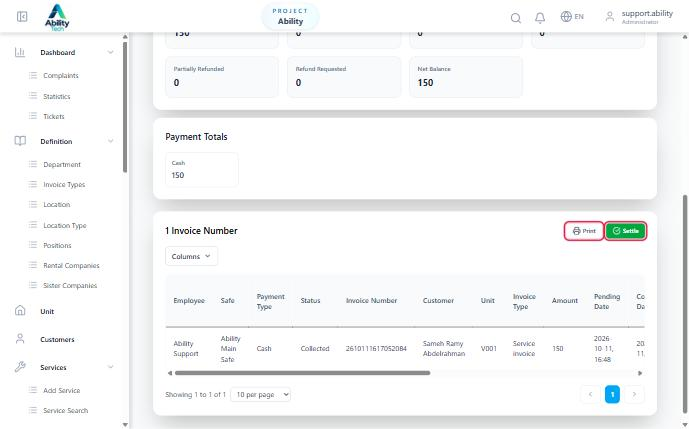 Ability
Tech
PROJECT
Ability
EN
support.ability
Administrator
Dashboard
Complaints
Statistics
Tickets
Definition
Department
Invoice Types
Location
Location Type
Positions
Rental Companies
Sister Companies
Unit
Customers
Services
Add Service
Service Search
150 0 0 0
Partially Refunded
0
Refund Requested
0
Net Balance
150
Payment Totals
Cash
150
1 Invoice Number
Print
Settle
Columns
Employee Safe Payment Type Status Invoice Number Customer Unit Invoice Type Amount Pending Date Co Da
Ability Support Ability Main Safe Cash Collected 2610111617052084 Sameh Ramy Abdelrahman V001 Service invoice 150 2026-10-11, 16:48 20 11,
Showing 1 to 1 of 1
10 per page
1